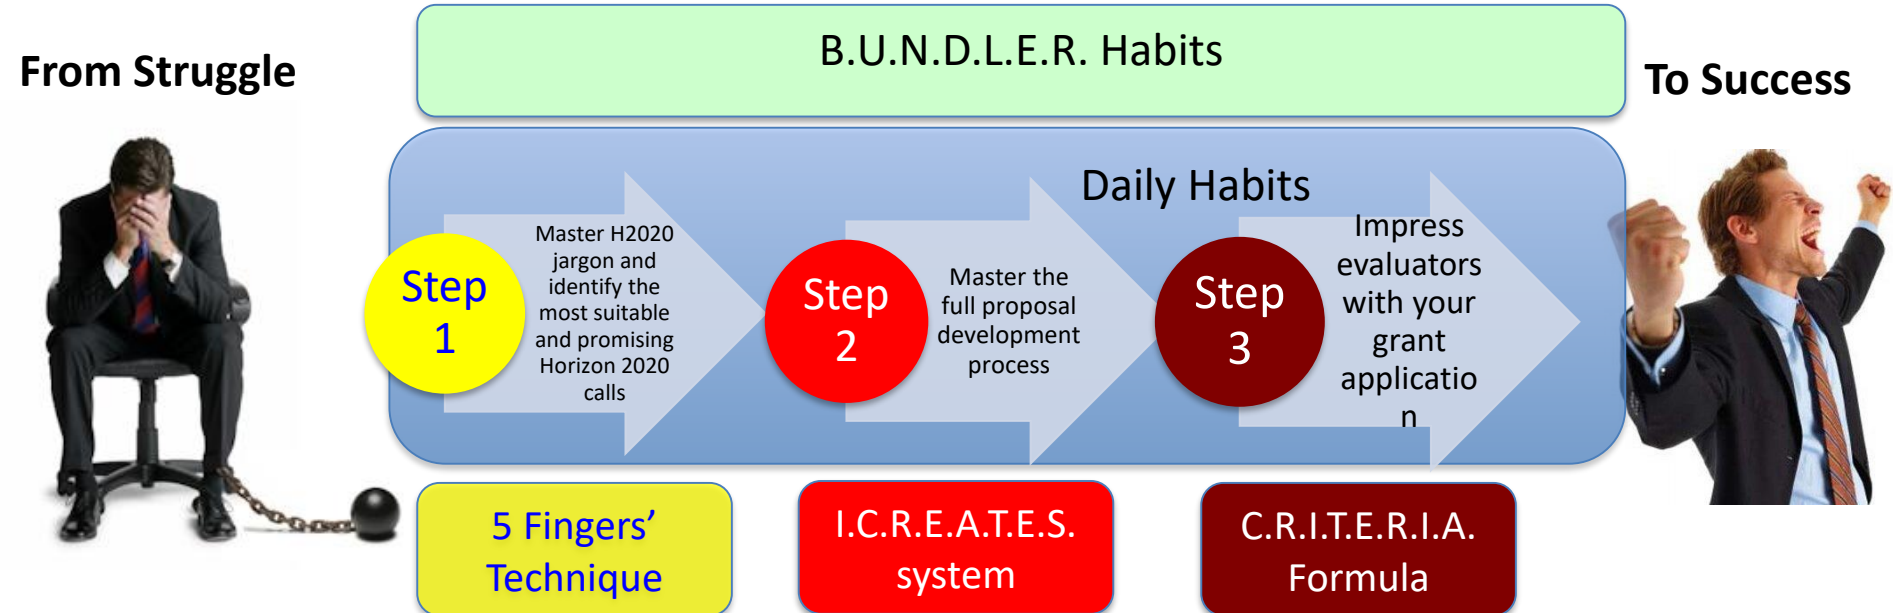 From Struggle
B.U.N.D.L.E.R. Habits
To Success
Daily Habits
Step
1
Master H2020
jargon and
identify the
most suitable
and promising
Horizon 2020
calls
Step
2
Master the
full proposal
development
process
Step
3
Impress
evaluators
with your
grant
applicatio
n
5 Fingers’
Technique
I.C.R.E.A.T.E.S.
system
C.R.I.T.E.R.I.A.
Formula